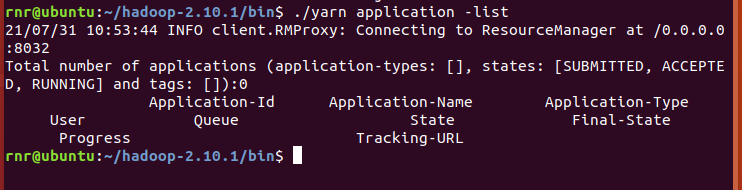 rnr@ubuntu:~/hadoop-2.10.1/bin$ ./yarn application -list
21/07/31 10:53:44 INFO client.RMProxy: Connecting to ResourceManager at /0.0.0.0
:8032
Total number of applications (application-types: [], states: [SUBMITTED, ACCEPTE
D, RUNNING] and tags: []):0
Application-Id Application-Name Application-Type
User Queue State Final-State
Progress Tracking-URL
rnr@ubuntu:~/hadoop-2.10.1/bin$